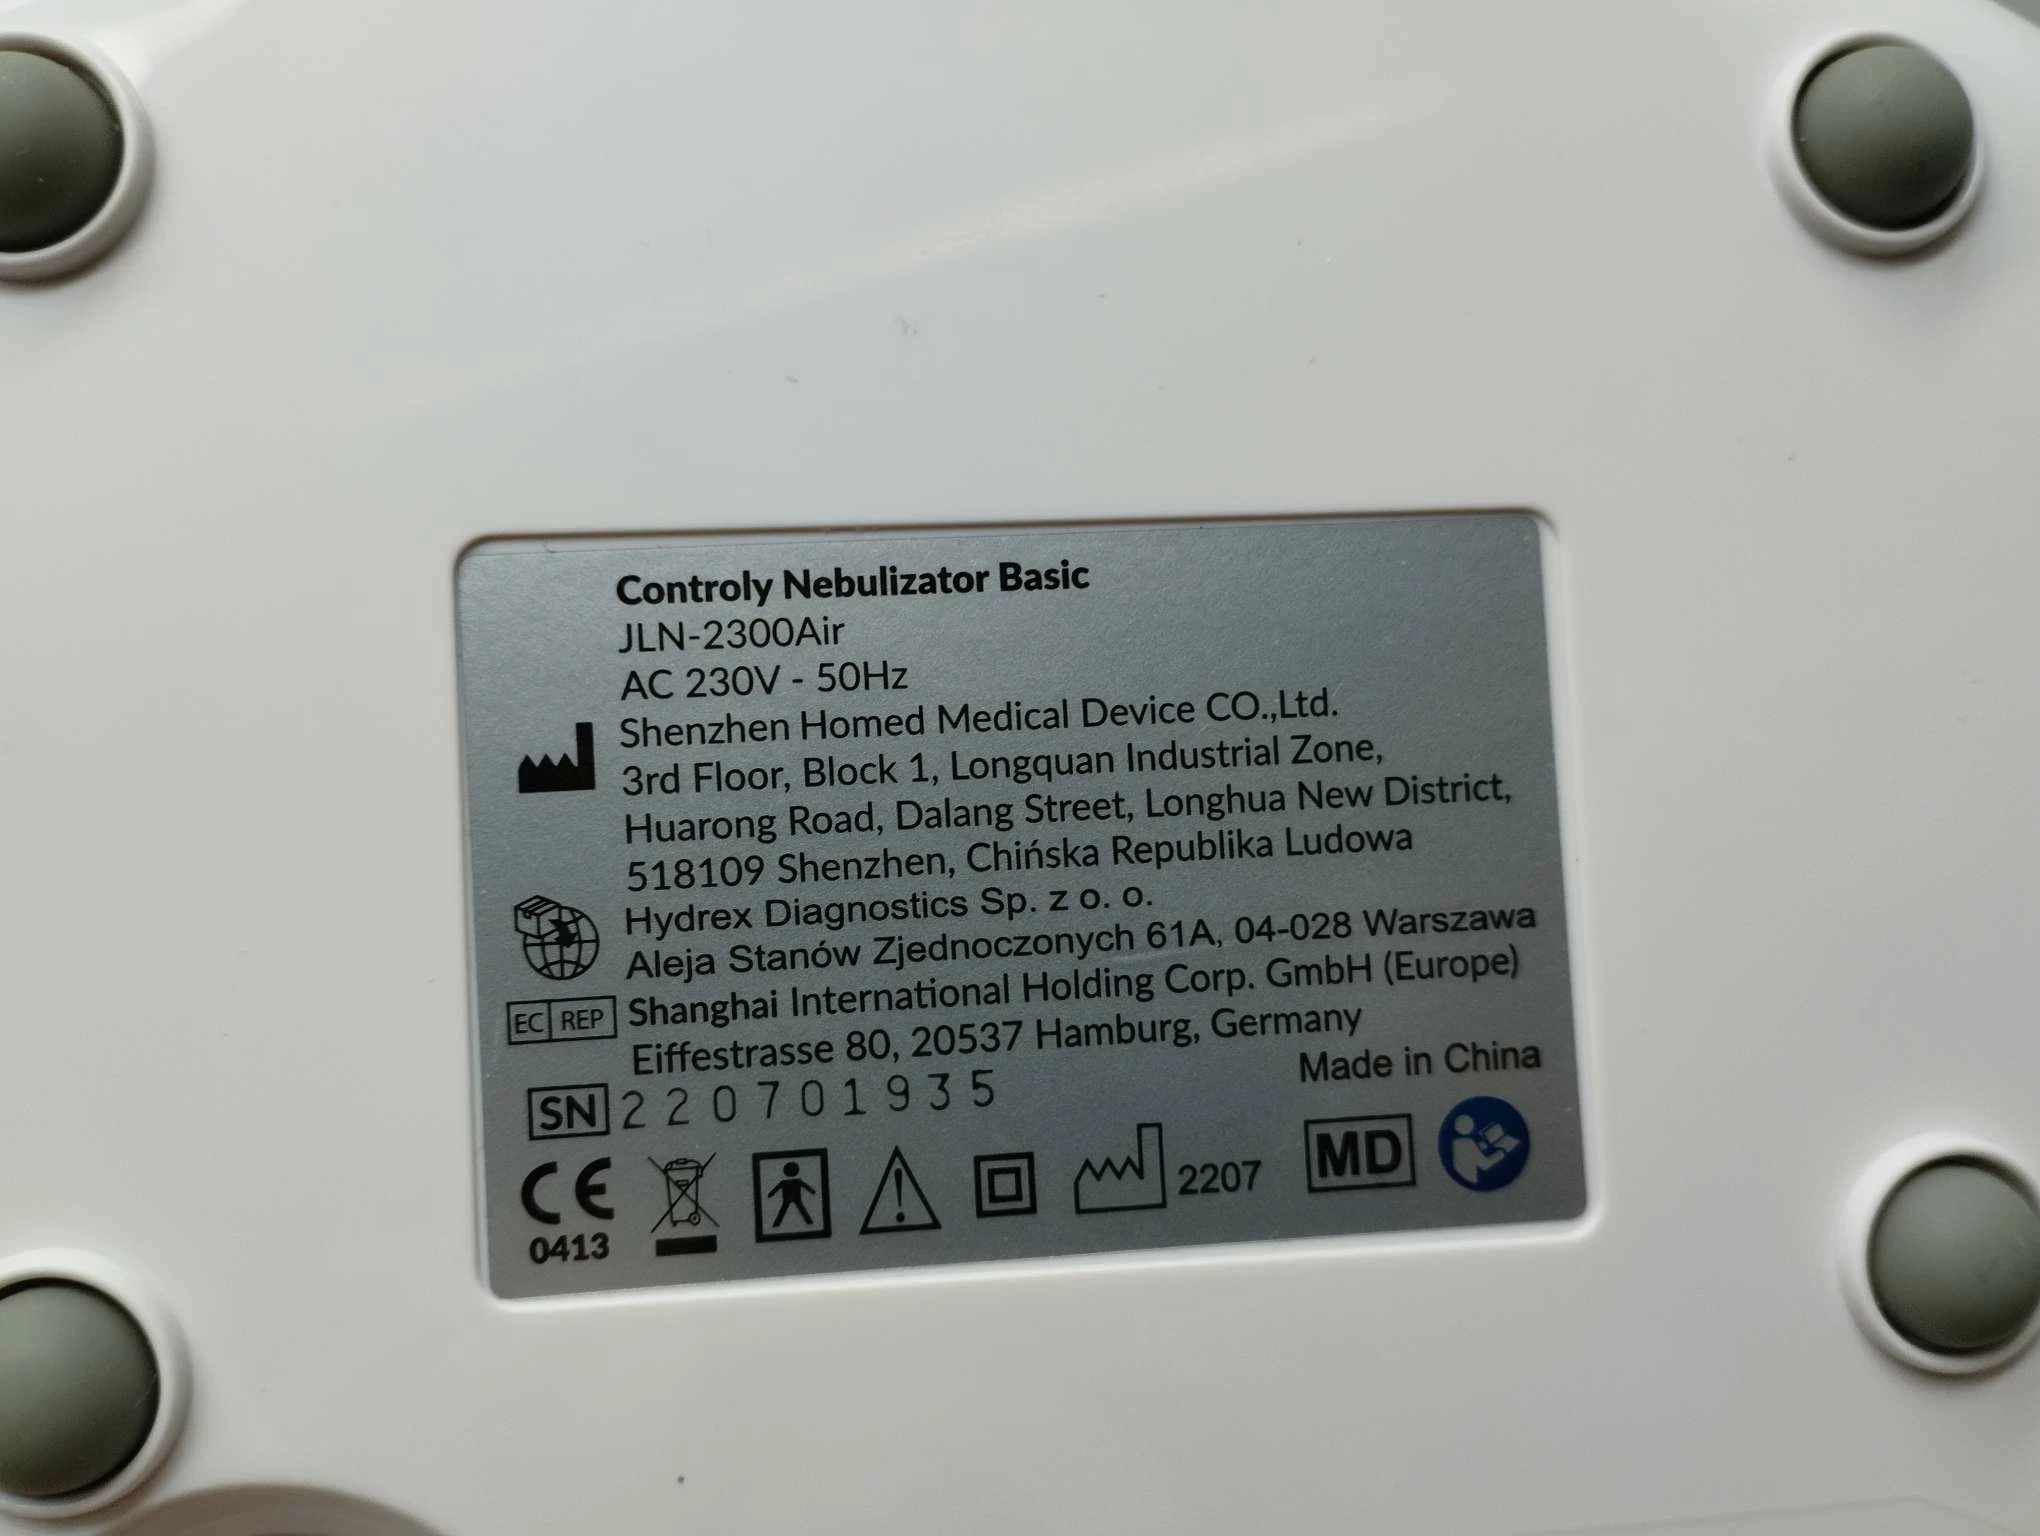 Controly Nebulizator Basic
JLN-2300Air
AC 230V - 50Hz
Shenzhen Homed Medical Device CO.,Ltd.
3rd Floor, Block 1, Longquan Industrial Zone,
Huarong Road, Dalang Street, Longhua New District,
518109 Shenzhen, Chińska Republika Ludowa
Hydrex Diagnostics Sp. z o. o.
Aleja Stanów Zjednoczonych 61A, 04-028 Warszawa
EC REP Shanghai International Holding Corp. GmbH (Europe)
Eiffestrasse 80, 20537 Hamburg, Germany
Made in China
SN 220701935
CE 2207 MD
0413